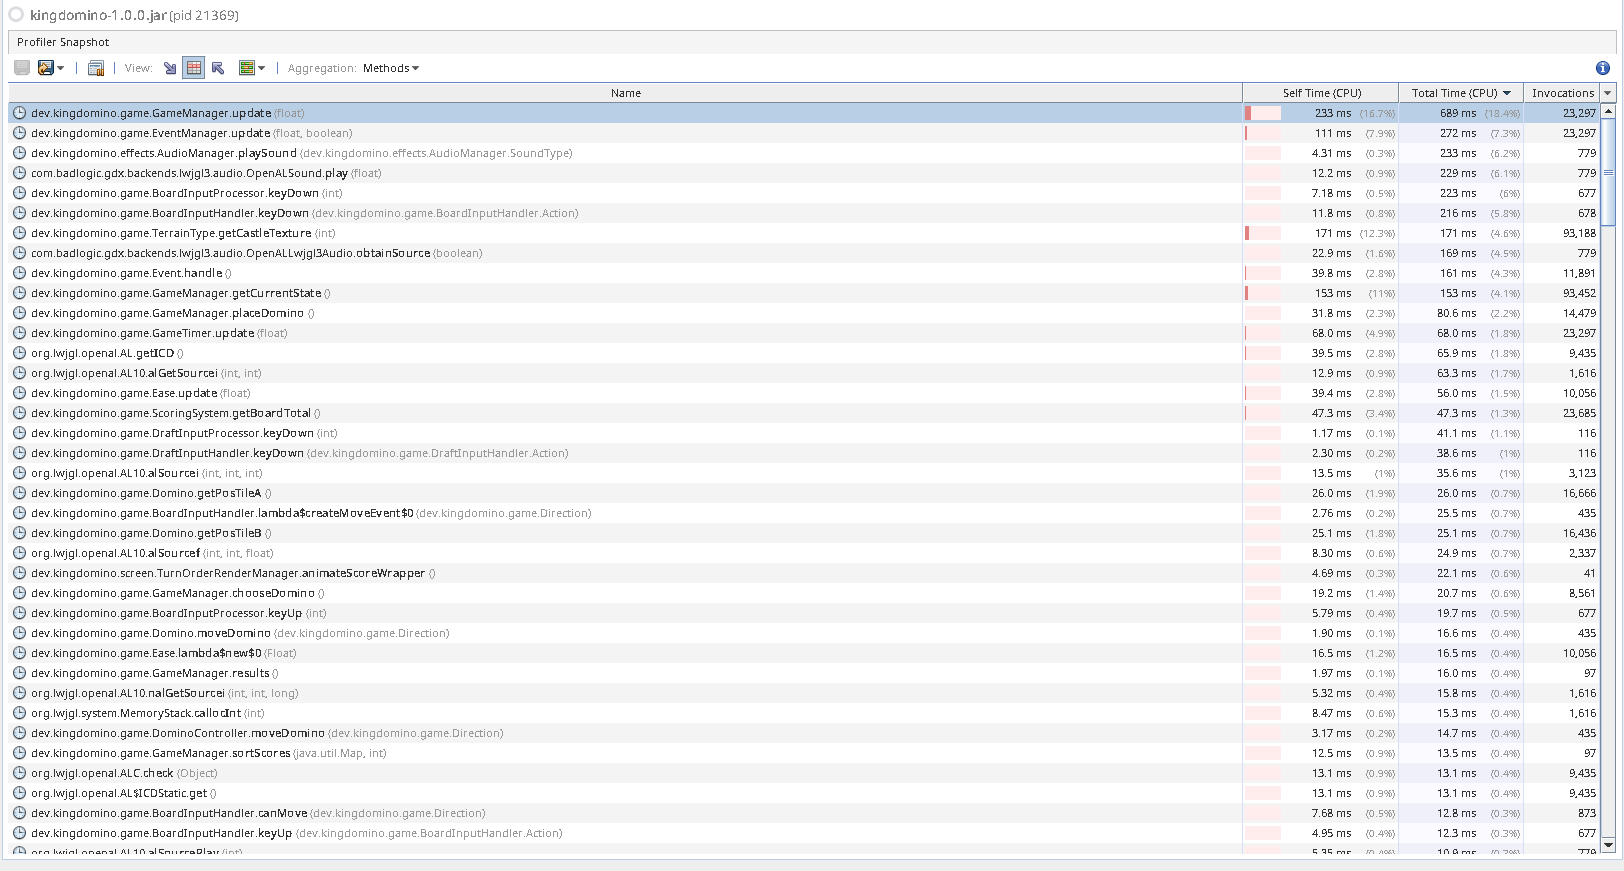 kingdomino-1.0.0.jar (pid 21369)
Profiler Snapshot
View: Aggregation: Methods
Name Self Time (CPU) Total Time (CPU) Invocations
dev.kingdomino.game.GameManager.update (float) 233 ms (16.7%) 689 ms (18.4%) 23,297
dev.kingdomino.game.EventManager.update (float, boolean) 111 ms (7.9%) 272 ms (7.3%) 23,297
dev.kingdomino.effects.AudioManager.playSound (dev.kingdomino.effects.AudioManager.SoundType) 4.31 ms (0.3%) 233 ms (6.2%) 779
com.badlogic.gdx.backends.lwjgl3.audio.OpenALSound.play (float) 12.2 ms (0.9%) 229 ms (6.1%) 779
dev.kingdomino.game.BoardInputProcessor.keyDown (int) 7.18 ms (0.5%) 223 ms (6%) 677
dev.kingdomino.game.BoardInputHandler.keyDown (dev.kingdomino.game.BoardInputHandler.Action) 11.8 ms (0.8%) 216 ms (5.8%) 678
dev.kingdomino.game.TerrainType.getCastleTexture (int) 171 ms (12.3%) 171 ms (4.6%) 93,188
com.badlogic.gdx.backends.lwjgl3.audio.OpenALLwjgl3Audio.obtainSource (boolean) 22.9 ms (1.6%) 169 ms (4.5%) 779
dev.kingdomino.game.Event.handle () 39.8 ms (2.8%) 161 ms (4.3%) 11,891
dev.kingdomino.game.GameManager.getCurrentState () 153 ms (11%) 153 ms (4.1%) 93,452
dev.kingdomino.game.GameManager.placeDomino () 31.8 ms (2.3%) 80.6 ms (2.2%) 14,479
dev.kingdomino.game.GameTimer.update (float) 68.0 ms (4.9%) 68.0 ms (1.8%) 23,297
org.lwjgl.openal.AL.getICD () 39.5 ms (2.8%) 65.9 ms (1.8%) 9,435
org.lwjgl.openal.AL10.alGetSourcei (int, int) 12.9 ms (0.9%) 63.3 ms (1.7%) 1,616
dev.kingdomino.game.Ease.update (float) 39.4 ms (2.8%) 56.0 ms (1.5%) 10,056
dev.kingdomino.game.ScoringSystem.getBoardTotal () 47.3 ms (3.4%) 47.3 ms (1.3%) 23,685
dev.kingdomino.game.DraftInputProcessor.keyDown (int) 1.17 ms (0.1%) 41.1 ms (1.1%) 116
dev.kingdomino.game.DraftInputHandler.keyDown (dev.kingdomino.game.DraftInputHandler.Action) 2.30 ms (0.2%) 38.6 ms (1%) 116
org.lwjgl.openal.AL10.alSourcei (int, int, int) 13.5 ms (1%) 35.6 ms (1%) 3,123
dev.kingdomino.game.Domino.getPosTileA () 26.0 ms (1.9%) 26.0 ms (0.7%) 16,666
dev.kingdomino.game.BoardInputHandler.lambda$createMoveEvent$0 (dev.kingdomino.game.Direction) 2.76 ms (0.2%) 25.5 ms (0.7%) 435
dev.kingdomino.game.Domino.getPosTileB () 25.1 ms (1.8%) 25.1 ms (0.7%) 16,436
org.lwjgl.openal.AL10.alSourcef (int, int, float) 8.30 ms (0.6%) 24.9 ms (0.7%) 2,337
dev.kingdomino.screen.TurnOrderRenderManager.animateScoreWrapper () 4.69 ms (0.3%) 22.1 ms (0.6%) 41
dev.kingdomino.game.GameManager.chooseDomino () 19.2 ms (1.4%) 20.7 ms (0.6%) 8,561
dev.kingdomino.game.BoardInputProcessor.keyUp (int) 5.79 ms (0.4%) 19.7 ms (0.5%) 677
dev.kingdomino.game.Domino.moveDomino (dev.kingdomino.game.Direction) 1.90 ms (0.1%) 16.6 ms (0.4%) 435
dev.kingdomino.game.Ease.lambda$new$0 (Float) 16.5 ms (1.2%) 16.5 ms (0.4%) 10,056
dev.kingdomino.game.GameManager.results () 1.97 ms (0.1%) 16.0 ms (0.4%) 97
org.lwjgl.openal.AL10.nalGetSourcei (int, int, long) 5.32 ms (0.4%) 15.8 ms (0.4%) 1,616
org.lwjgl.system.MemoryStack.callocInt (int) 8.47 ms (0.6%) 15.3 ms (0.4%) 1,616
dev.kingdomino.game.DominoController.moveDomino (dev.kingdomino.game.Direction) 3.17 ms (0.2%) 14.7 ms (0.4%) 435
dev.kingdomino.game.GameManager.sortScores (java.util.Map, int) 12.5 ms (0.9%) 13.5 ms (0.4%) 97
org.lwjgl.openal.ALC.check (Object) 13.1 ms (0.9%) 13.1 ms (0.4%) 9,435
org.lwjgl.openal.AL$ICDStatic.get () 13.1 ms (0.9%) 13.1 ms (0.4%) 9,435
dev.kingdomino.game.BoardInputHandler.canMove (dev.kingdomino.game.Direction) 7.68 ms (0.5%) 12.8 ms (0.3%) 873
dev.kingdomino.game.BoardInputHandler.keyUp (dev.kingdomino.game.BoardInputHandler.Action) 4.95 ms (0.4%) 12.3 ms (0.3%) 677
org.lwjgl.openal.AL10.alSourcePlay (int) 5.35 ms (0.4%) 10.9 ms 779